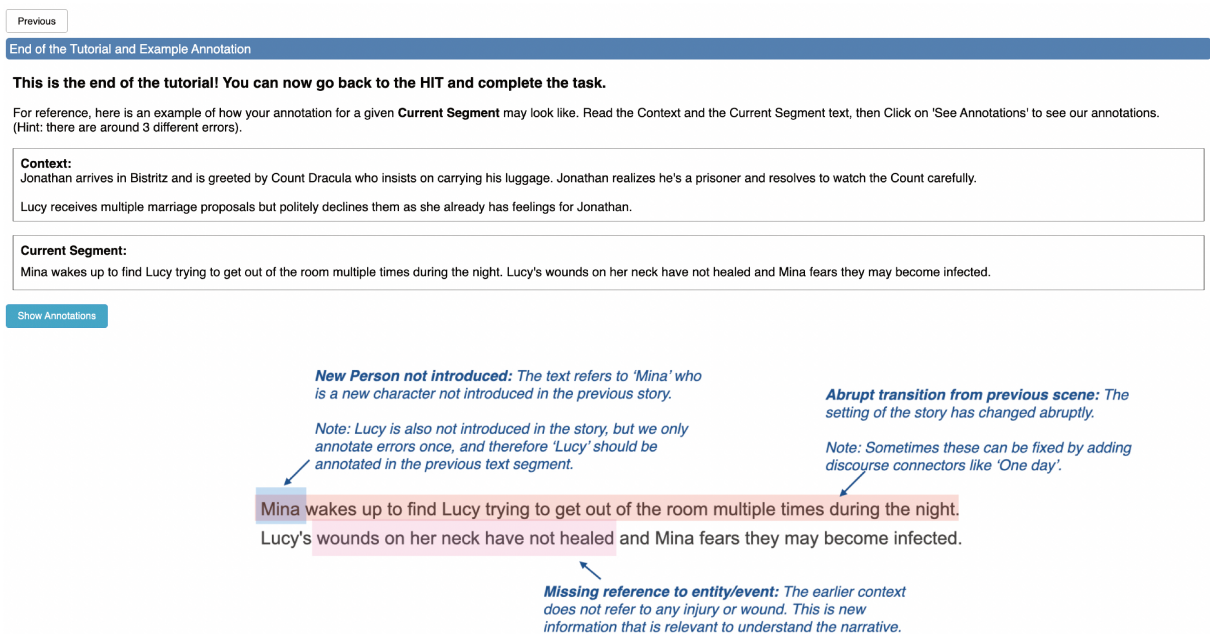 Previous
End of the Tutorial and Example Annotation
This is the end of the tutorial! You can now go back to the HIT and complete the task.
For reference, here is an example of how your annotation for a given Current Segment may look like. Read the Context and the Current Segment text, then Click on 'See Annotations' to see our annotations.
(Hint: there are around 3 different errors).
Context:
Jonathan arrives in Bistritz and is greeted by Count Dracula who insists on carrying his luggage. Jonathan realizes he's a prisoner and resolves to watch the Count carefully.
Lucy receives multiple marriage proposals but politely declines them as she already has feelings for Jonathan.
Current Segment:
Mina wakes up to find Lucy trying to get out of the room multiple times during the night. Lucy's wounds on her neck have not healed and Mina fears they may become infected.
Show Annotations
New Person not introduced: The text refers to 'Mina' who
is a new character not introduced in the previous story.
Note: Lucy is also not introduced in the story, but we only
annotate errors once, and therefore 'Lucy' should be
annotated in the previous text segment.
Abrupt transition from previous scene: The
setting of the story has changed abruptly.
Note: Sometimes these can be fixed by adding
discourse connectors like 'One day'.
Mina wakes up to find Lucy trying to get out of the room multiple times during the night.
Lucy's wounds on her neck have not healed and Mina fears they may become infected.
Missing reference to entity/event: The earlier context
does not refer to any injury or wound. This is new
information that is relevant to understand the narrative.